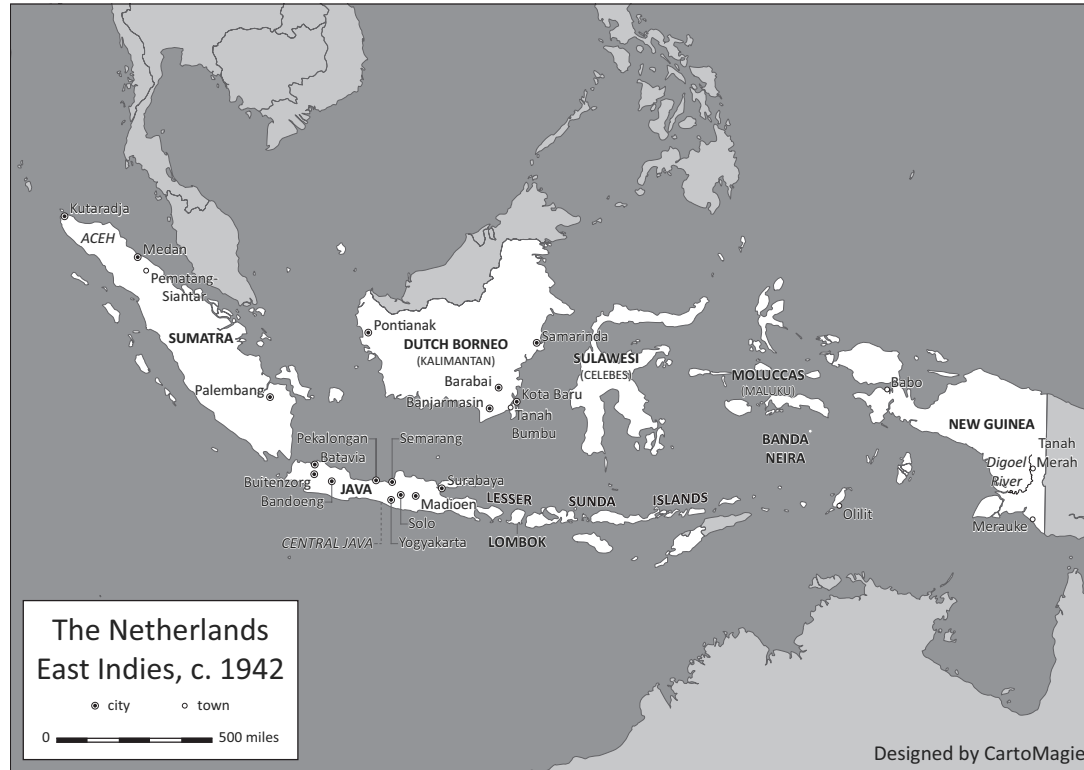 Kutaradja
ACEH
Medan
Pematang-
Siantar
SUMATRA
Palembang
Pontianak
DUTCH BORNEO
(KALIMANTAN)
Samarinda
Barabai
Banjarmasin
Kota Baru
Tanah
Bumbu
SULAWESI
(CELEBES)
MOLUCCAS
(MALUKU)
Babo
NEW GUINEA
BANDA
NEIRA
Tanah
Merah
Digoel
River
Merauke
Olilit
Pekalongan
Semarang
Batavia
Buitenzorg
Bandoeng
JAVA
Surabaya
Madioen
Solo
Yogyakarta
CENTRAL JAVA
LESSER SUNDA ISLANDS
LOMBOK
The Netherlands
East Indies, c. 1942
city town
0 500 miles
Designed by CartoMagie